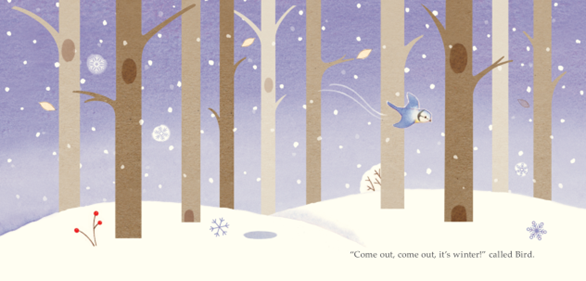 “Come out, come out, it’s winter!” called Bird.